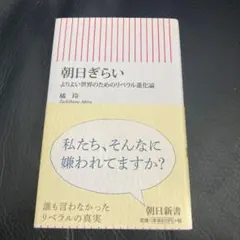 朝日ぎらい
よりよい世界のためのリベラル進化論
橘 玲
Tachibana Akira
私たち、そんなに
嫌われてますか?
誰も言わなかった
リベラルの真実
朝日新書